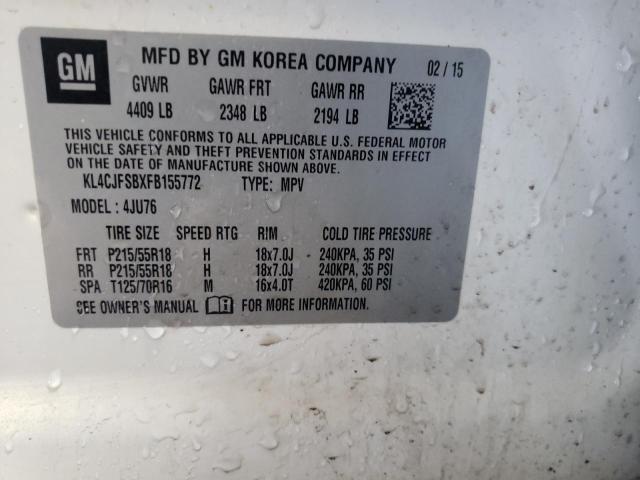 GM MFD BY GM KOREA COMPANY 02 / 15
GVWR GAWR FRT GAWR RR
4409 LB 2348 LB 2194 LB
THIS VEHICLE CONFORMS TO ALL APPLICABLE U.S. FEDERAL MOTOR
VEHICLE SAFETY AND THEFT PREVENTION STANDARDS IN EFFECT
ON THE DATE OF MANUFACTURE SHOWN ABOVE.
KL4CJFSBXFB155772 TYPE: MPV
MODEL : 4JU76
TIRE SIZE SPEED RTG RIM COLD TIRE PRESSURE
FRT P215/55R18 H 18x7.0J 240KPA, 35 PSI
RR P215/55R18 H 18x7.0J 240KPA, 35 PSI
SPA T125/70R16 M 16x4.0T 420KPA, 60 PSI
SEE OWNER'S MANUAL FOR MORE INFORMATION.